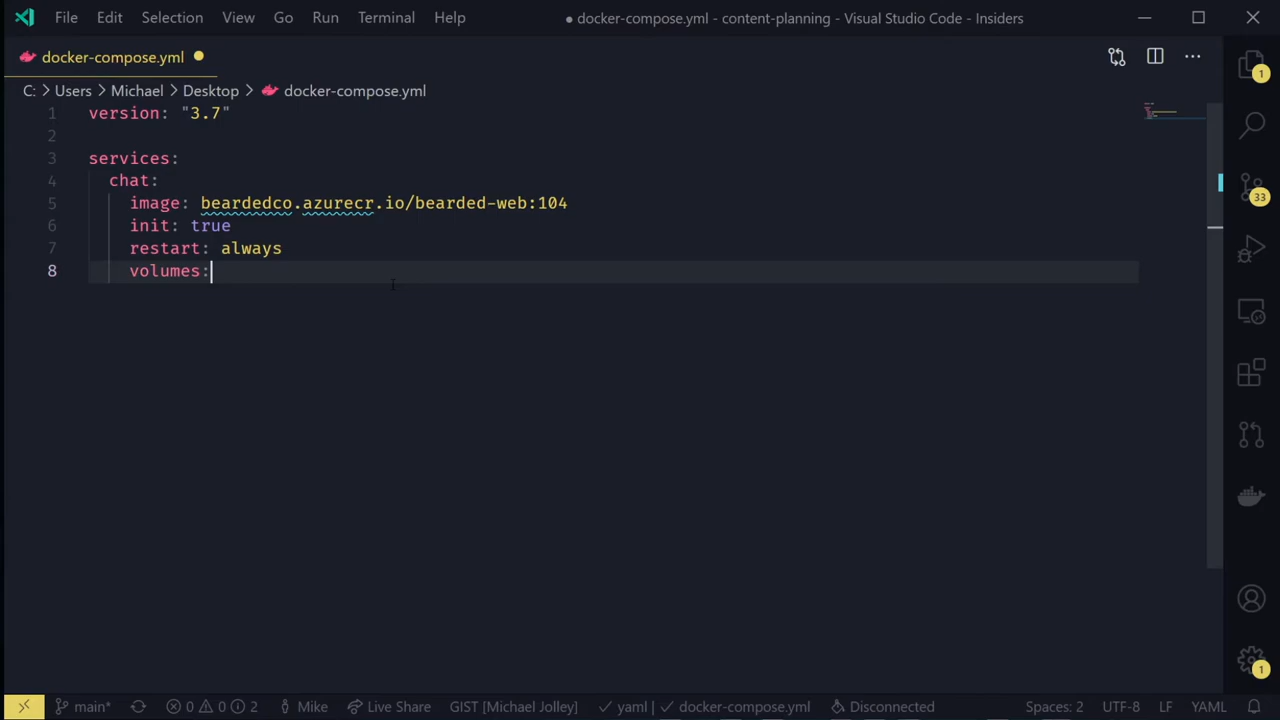 File Edit Selection View Go Run Terminal Help ● docker-compose.yml - content-planning - Visual Studio Code - Insiders
docker-compose.yml
C: > Users > Michael > Desktop > docker-compose.yml
1 version: "3.7"
2
3 services:
4 chat:
5 image: beardedco.azurecr.io/bearded-web:104
6 init: true
7 restart: always
8 volumes:
1
33
1
main* 0 0 2 Mike Live Share GIST [Michael Jolley] yaml | docker-compose.yml Disconnected Spaces: 2 UTF-8 LF YAML